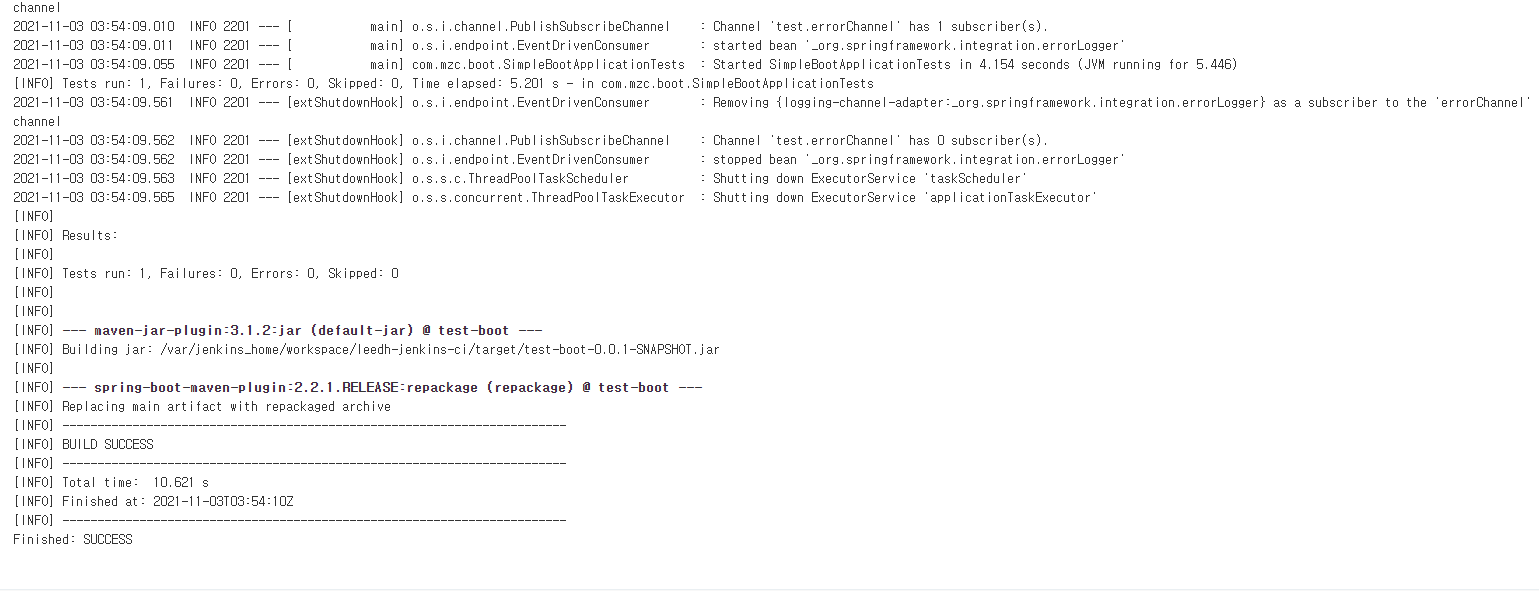 channel
2021-11-03 03:54:09.010  INFO 2201 --- [           main] o.s.i.channel.PublishSubscribeChannel    : Channel 'test.errorChannel' has 1 subscriber(s).
2021-11-03 03:54:09.011  INFO 2201 --- [           main] o.s.i.endpoint.EventDrivenConsumer       : started bean '_org.springframework.integration.errorLogger'
2021-11-03 03:54:09.055  INFO 2201 --- [           main] com.mzc.boot.SimpleBootApplicationTests  : Started SimpleBootApplicationTests in 4.154 seconds (JVM running for 5.446)
[INFO] Tests run: 1, Failures: 0, Errors: 0, Skipped: 0, Time elapsed: 5.201 s - in com.mzc.boot.SimpleBootApplicationTests
2021-11-03 03:54:09.561  INFO 2201 --- [extShutdownHook] o.s.i.endpoint.EventDrivenConsumer       : Removing {logging-channel-adapter:_org.springframework.integration.errorLogger} as a subscriber to the 'errorChannel'
channel
2021-11-03 03:54:09.562  INFO 2201 --- [extShutdownHook] o.s.i.channel.PublishSubscribeChannel    : Channel 'test.errorChannel' has 0 subscriber(s).
2021-11-03 03:54:09.562  INFO 2201 --- [extShutdownHook] o.s.i.endpoint.EventDrivenConsumer       : stopped bean '_org.springframework.integration.errorLogger'
2021-11-03 03:54:09.563  INFO 2201 --- [extShutdownHook] o.s.s.c.ThreadPoolTaskScheduler          : Shutting down ExecutorService 'taskScheduler'
2021-11-03 03:54:09.565  INFO 2201 --- [extShutdownHook] o.s.s.concurrent.ThreadPoolTaskExecutor  : Shutting down ExecutorService 'applicationTaskExecutor'
[INFO]
[INFO] Results:
[INFO]
[INFO] Tests run: 1, Failures: 0, Errors: 0, Skipped: 0
[INFO]
[INFO]
[INFO] --- maven-jar-plugin:3.1.2:jar (default-jar) @ test-boot ---
[INFO] Building jar: /var/jenkins_home/workspace/leedh-jenkins-ci/target/test-boot-0.0.1-SNAPSHOT.jar
[INFO]
[INFO] --- spring-boot-maven-plugin:2.2.1.RELEASE:repackage (repackage) @ test-boot ---
[INFO] Replacing main artifact with repackaged archive
[INFO] ------------------------------------------------------------------------
[INFO] BUILD SUCCESS
[INFO] ------------------------------------------------------------------------
[INFO] Total time:  10.621 s
[INFO] Finished at: 2021-11-03T03:54:10Z
[INFO] ------------------------------------------------------------------------
Finished: SUCCESS